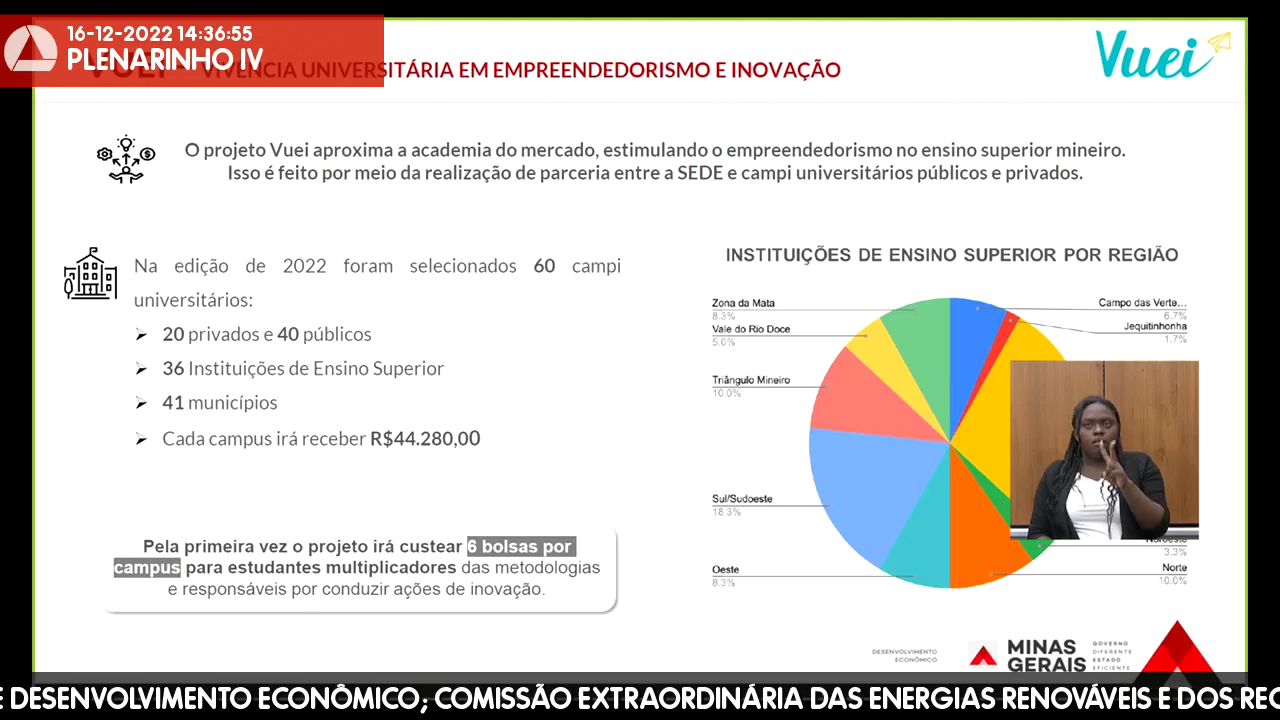 16-12-2022 14:36:55
PLENARINHO IV
VIVÊNCIA UNIVERSITÁRIA EM EMPREENDEDORISMO E INOVAÇÃO
Vuei
O projeto Vuei aproxima a academia do mercado, estimulando o empreendedorismo no ensino superior mineiro.
Isso é feito por meio da realização de parceria entre a SEDE e campi universitários públicos e privados.
Na edição de 2022 foram selecionados 60 campi
universitários:
20 privados e 40 públicos
36 Instituições de Ensino Superior
41 municípios
Cada campus irá receber R$44.280,00
Pela primeira vez o projeto irá custear 6 bolsas por
campus para estudantes multiplicadores das metodologias
e responsáveis por conduzir ações de inovação.
INSTITUIÇÕES DE ENSINO SUPERIOR POR REGIÃO
Zona da Mata
8.3%
Vale do Rio Doce
5.0%
Triângulo Mineiro
10.0%
Sul/Sudoeste
18.3%
Oeste
8.3%
Campo das Verte...
6.7%
Jequitinhonha
1.7%
Noroeste
3.3%
Norte
10.0%
DESENVOLVIMENTO
ECONÔMICO
MINAS
GERAIS
GOVERNO
DIFERENTE
ESTADO
EFICIENTE
E DESENVOLVIMENTO ECONÔMICO; COMISSÃO EXTRAORDINÁRIA DAS ENERGIAS RENOVÁVEIS E DOS REC